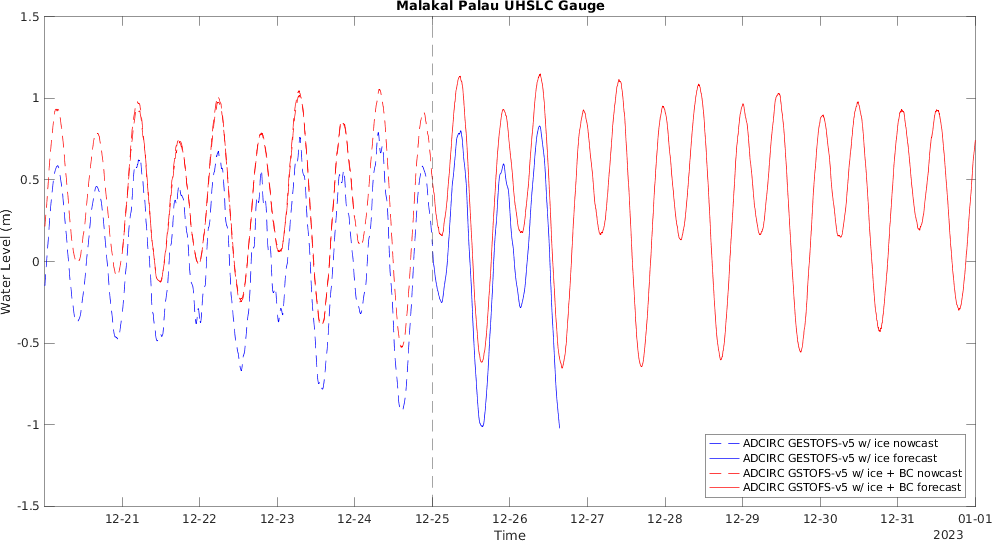 Malakal Palau UHSLC Gauge
1.5
1
0.5
0
-0.5
-1
-1.5
Water Level (m)
12-21 12-22 12-23 12-24 12-25 12-26 12-27 12-28 12-29 12-30 12-31 01-01
Time
2023
ADCIRC GESTOFS-v5 w/ ice nowcast
ADCIRC GESTOFS-v5 w/ ice forecast
ADCIRC GSTOFS-v5 w/ ice + BC nowcast
ADCIRC GSTOFS-v5 w/ ice + BC forecast